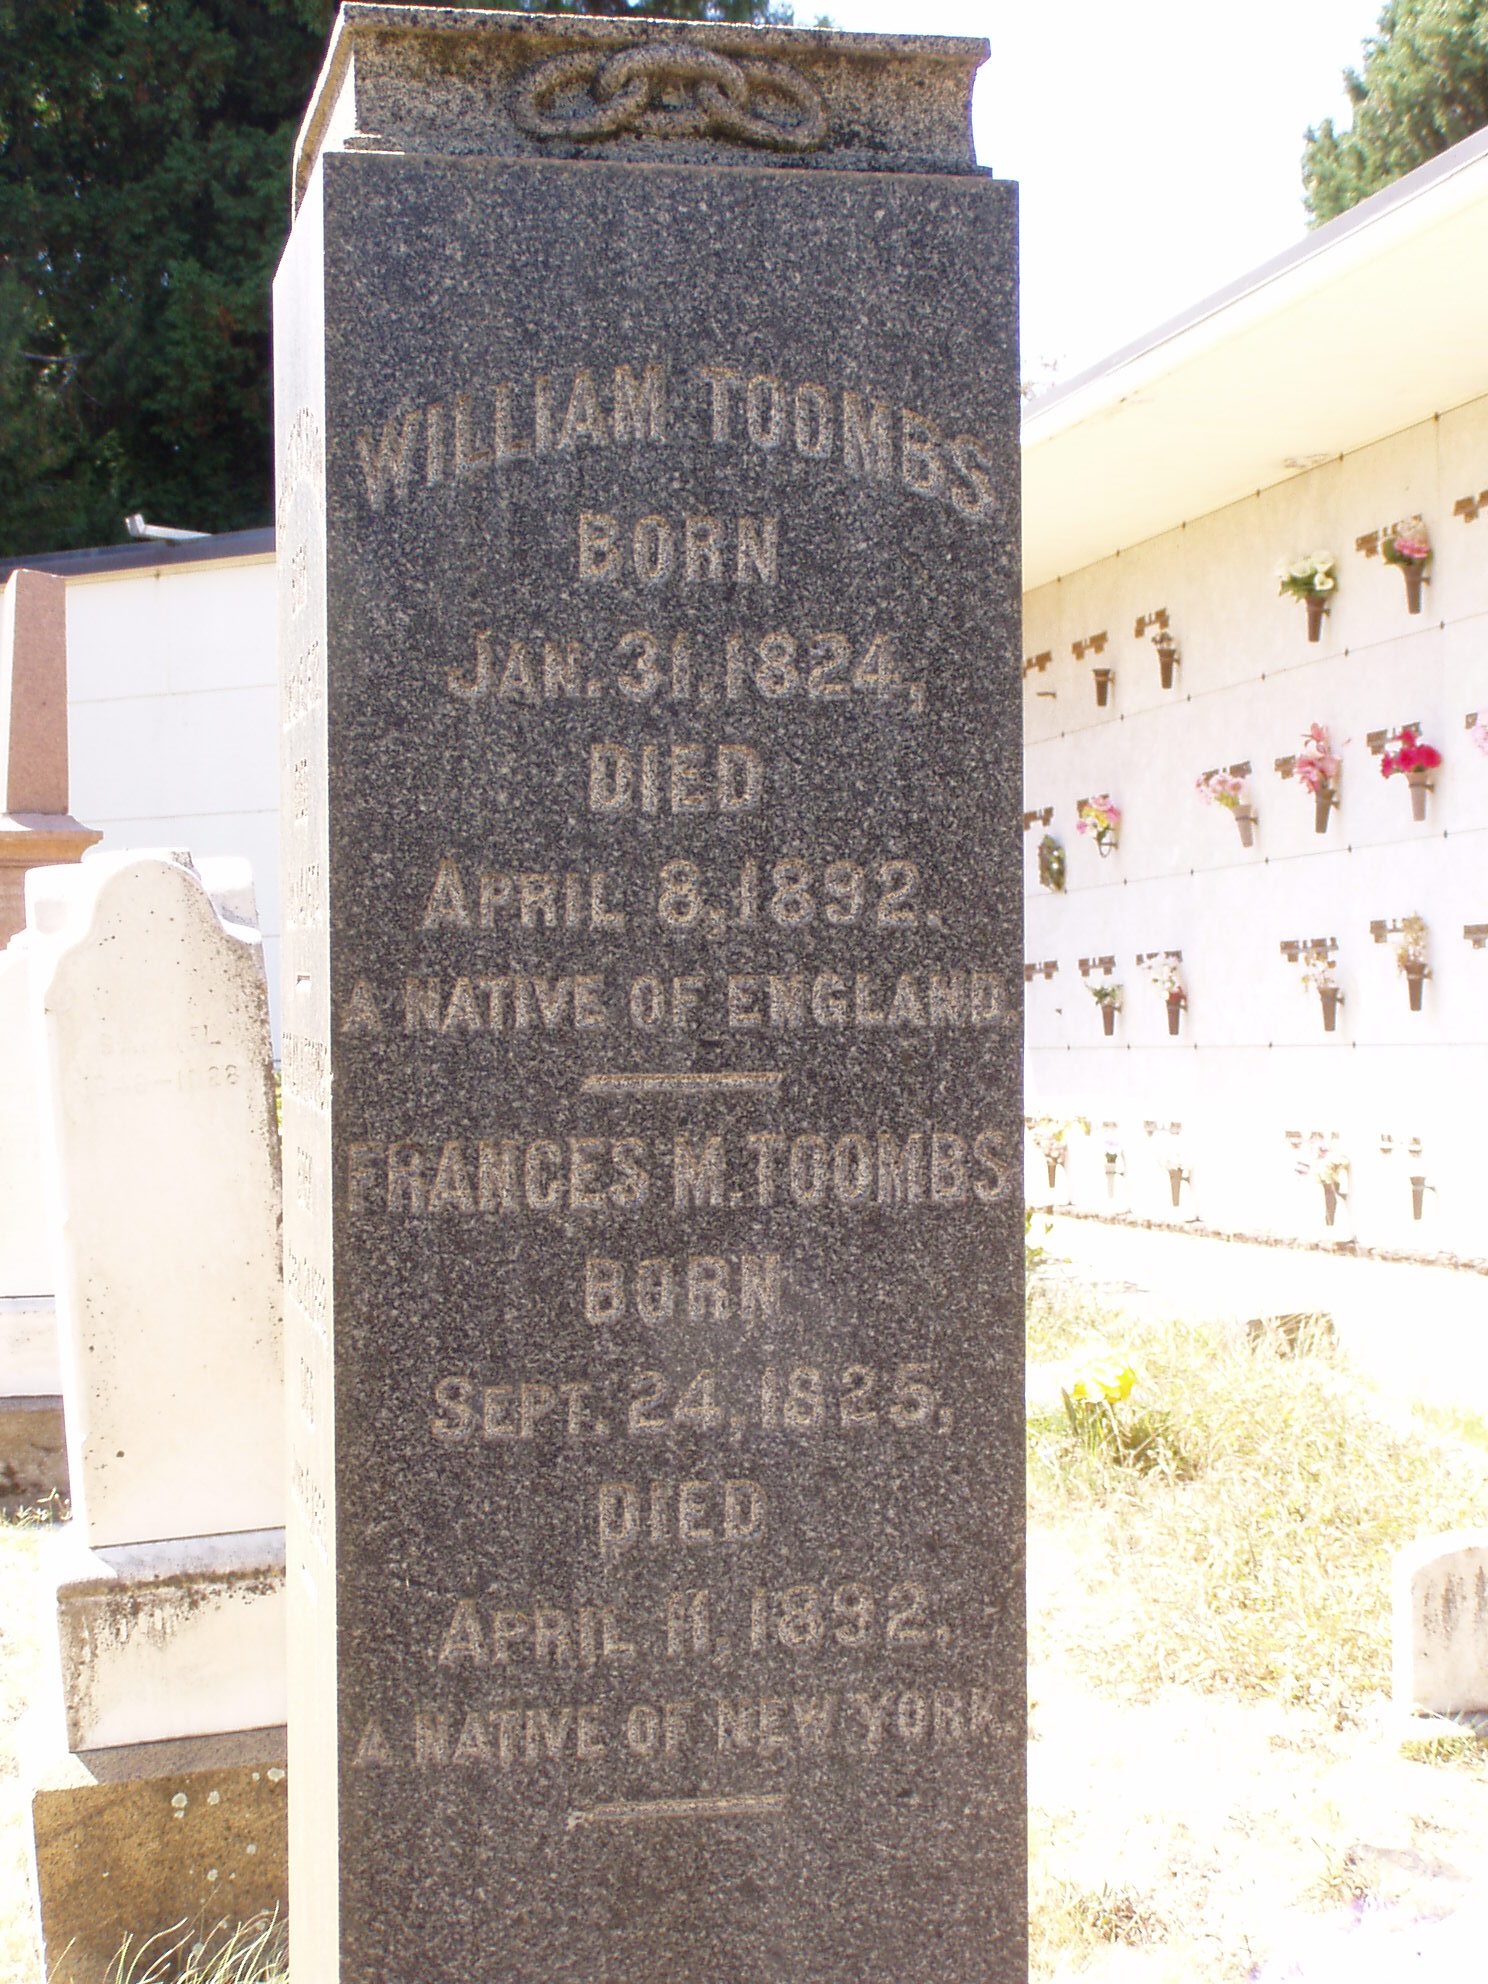 WILLIAM TOOMBS
BORN
JAN. 31, 1824,
DIED
APRIL 8, 1892.
A NATIVE OF ENGLAND.
FRANCES M. TOOMBS
BORN
SEPT. 24, 1825,
DIED
APRIL 11, 1892.
A NATIVE OF NEW YORK.